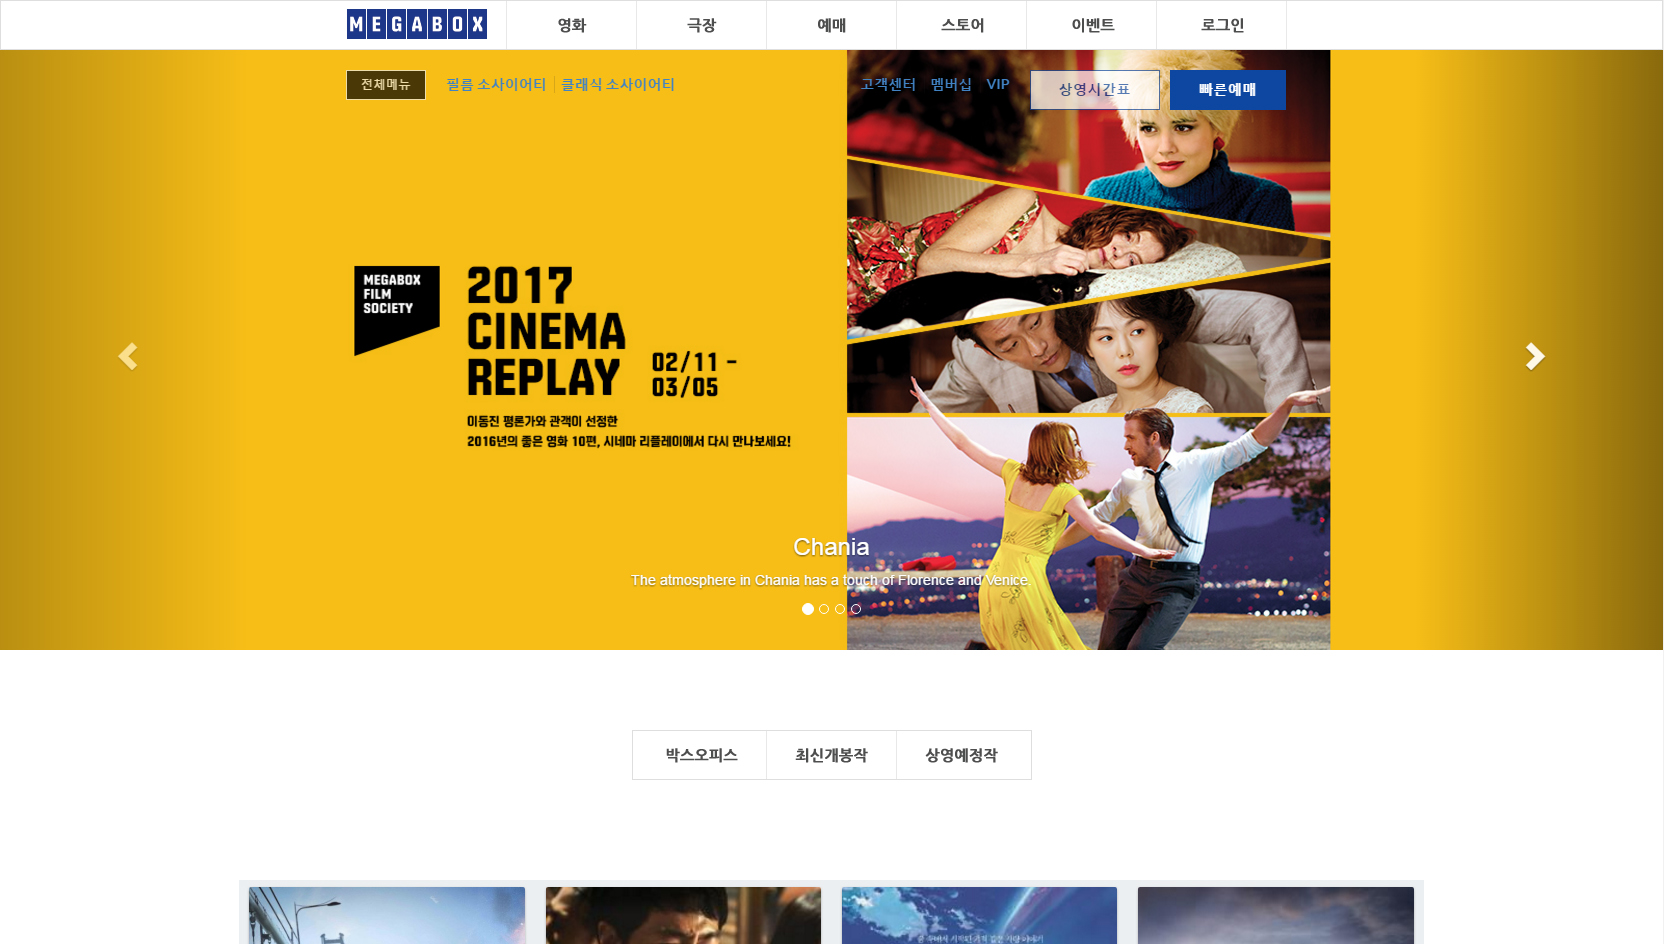 MEGABOX
영화
극장
예매
스토어
이벤트
로그인
전체메뉴
필름 소사이어티
클래식 소사이어티
고객센터
멤버십
VIP
상영시간표
빠른예매
MEGABOX
FILM
SOCIETY
2017
CINEMA
REPLAY
02/11 -
03/05
이동진 평론가와 관객이 선정한
2016년의 좋은 영화 10편, 시네마 리플레이에서 다시 만나보세요!
Chania
The atmosphere in Chania has a touch of Florence and Venice.
박스오피스
최신개봉작
상영예정작